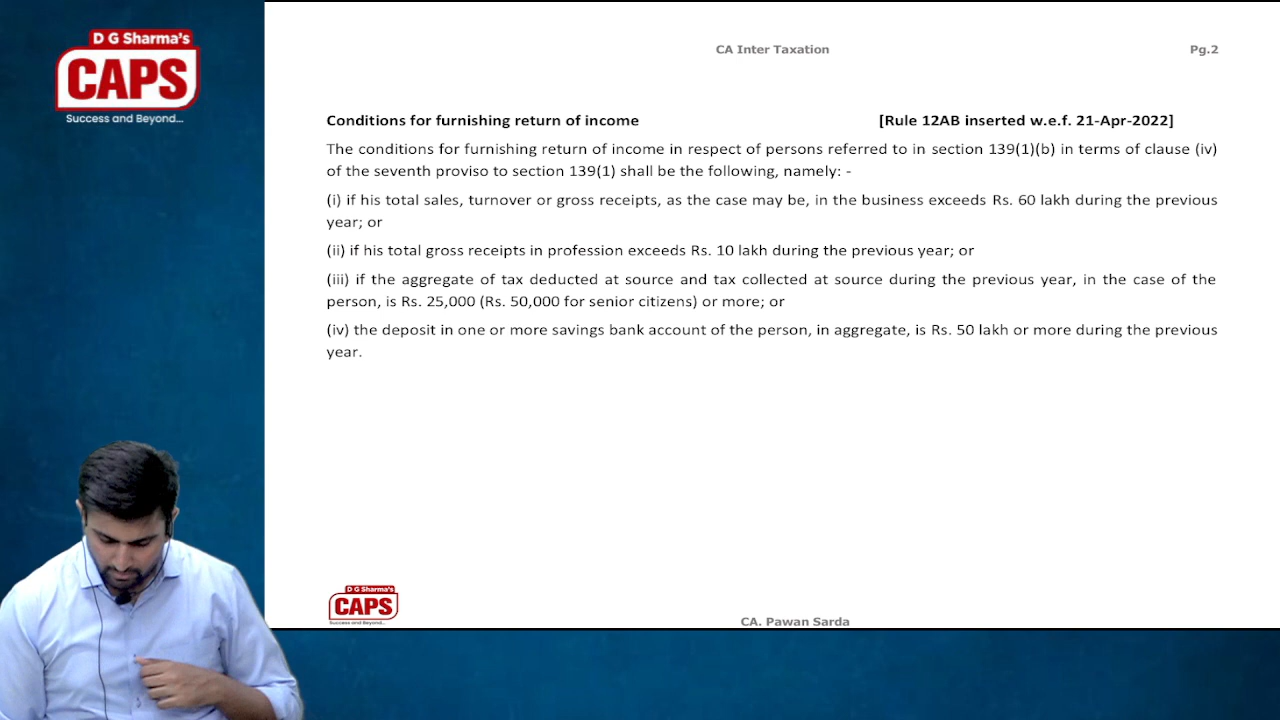 D G Sharma's
CAPS
Success and Beyond...
CA Inter Taxation Pg.2
Conditions for furnishing return of income [Rule 12AB inserted w.e.f. 21-Apr-2022]
The conditions for furnishing return of income in respect of persons referred to in section 139(1)(b) in terms of clause (iv)
of the seventh proviso to section 139(1) shall be the following, namely: -
(i) if his total sales, turnover or gross receipts, as the case may be, in the business exceeds Rs. 60 lakh during the previous
year; or
(ii) if his total gross receipts in profession exceeds Rs. 10 lakh during the previous year; or
(iii) if the aggregate of tax deducted at source and tax collected at source during the previous year, in the case of the
person, is Rs. 25,000 (Rs. 50,000 for senior citizens) or more; or
(iv) the deposit in one or more savings bank account of the person, in aggregate, is Rs. 50 lakh or more during the previous
year.
D G Sharma's
CAPS
Success and Beyond...
CA. Pawan Sarda